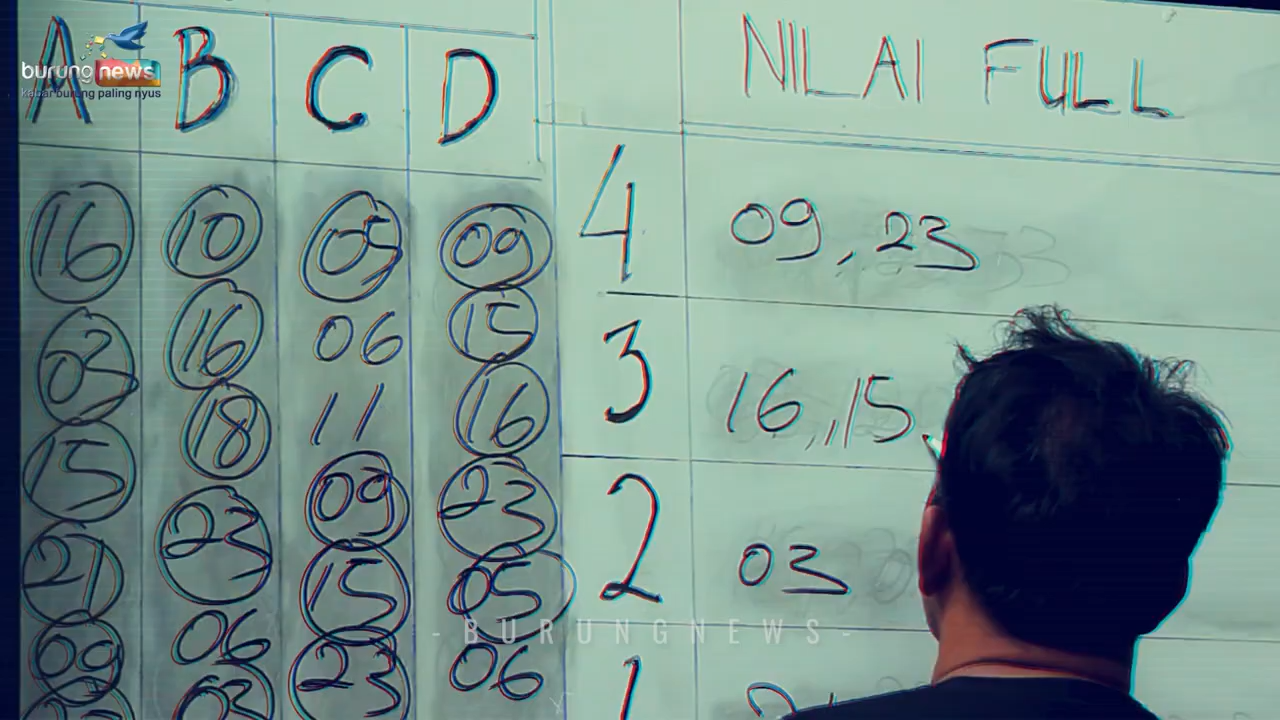 A B C D NILAI FULL
burung news
kabar burung paling nyus
16 10 05 09 4 09, 23
03 16 06 15 3 16, 15,
15 18 11 16
21 23 09 23 2 03
09 06 15 05
- BURUNGNEWS -
03 23 06 1